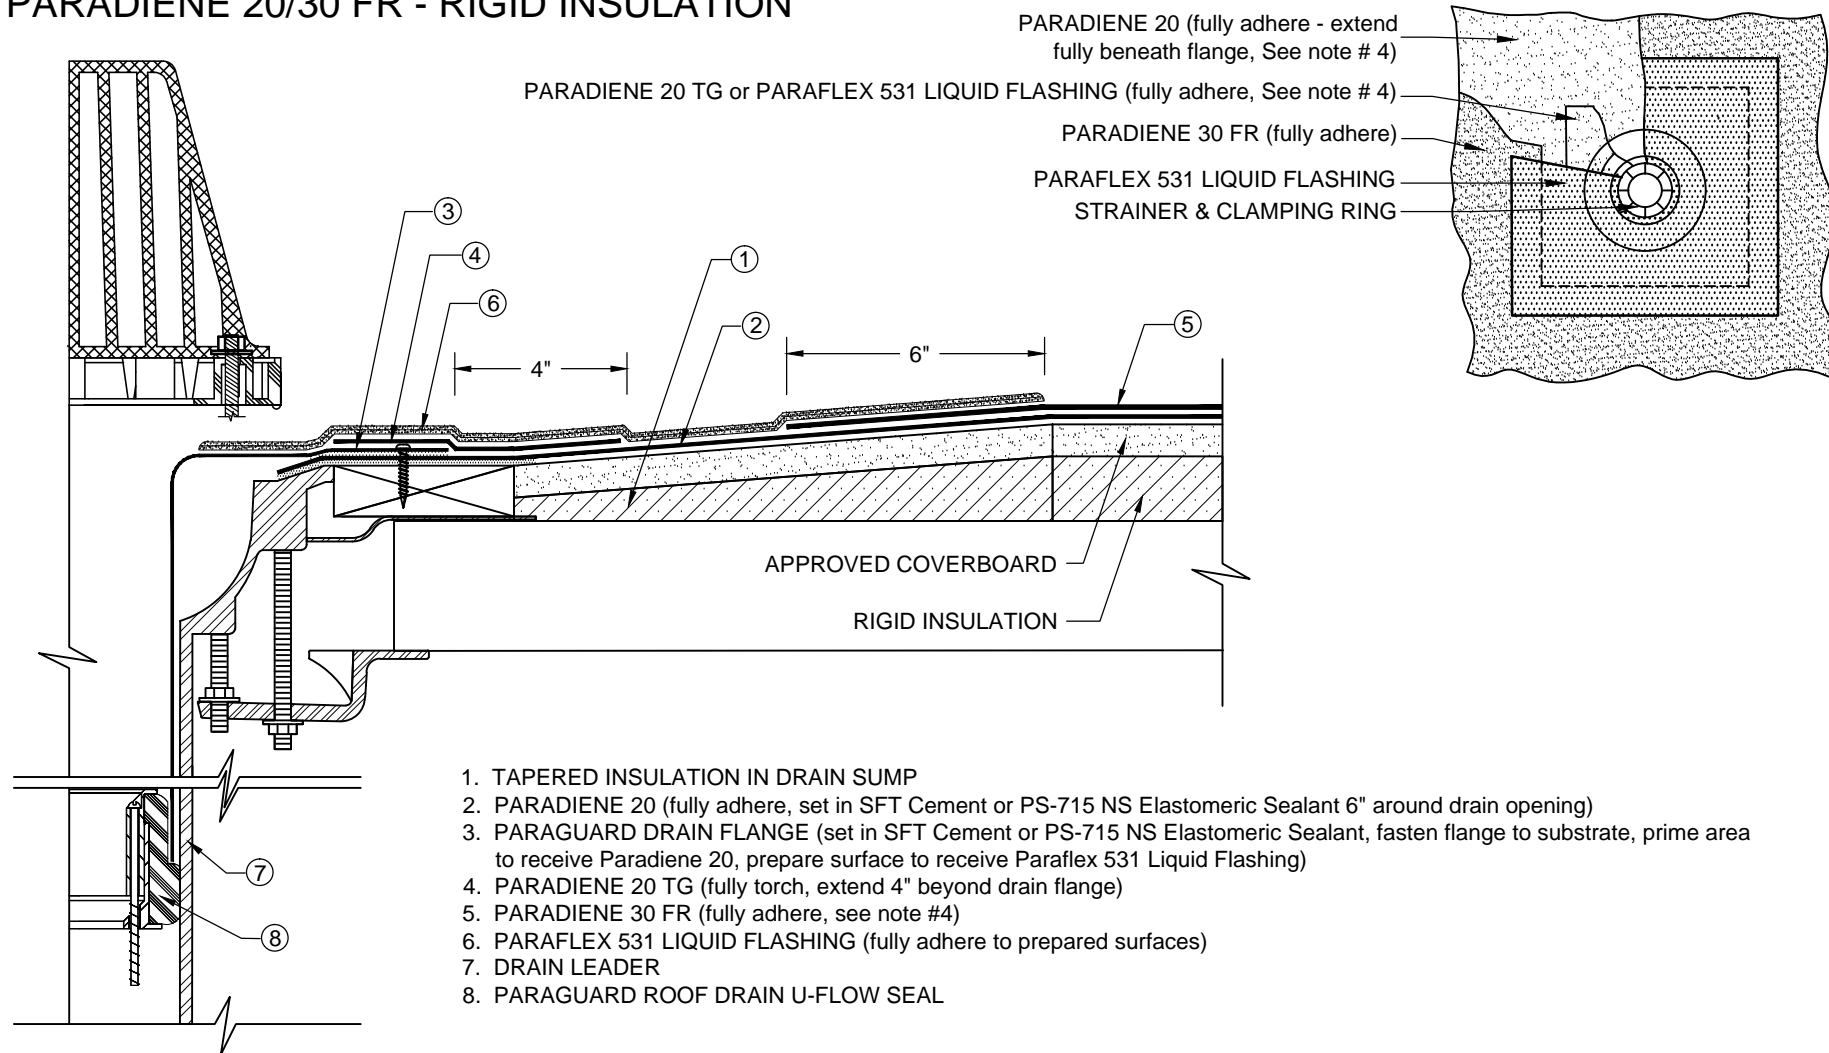 PARADIENE 20/30 FR - RIGID INSULATION
PARADIENE 20 (fully adhere - extend
fully beneath flange, See note # 4)
PARADIENE 20 TG or PARAFLEX 531 LIQUID FLASHING (fully adhere, See note # 4)
PARADIENE 30 FR (fully adhere)
PARAFLEX 531 LIQUID FLASHING
STRAINER & CLAMPING RING
3
4
6
1
2
5
4"
6"
APPROVED COVERBOARD
RIGID INSULATION
7
8
1. TAPERED INSULATION IN DRAIN SUMP
2. PARADIENE 20 (fully adhere, set in SFT Cement or PS-715 NS Elastomeric Sealant 6" around drain opening)
3. PARAGUARD DRAIN FLANGE (set in SFT Cement or PS-715 NS Elastomeric Sealant, fasten flange to substrate, prime area
to receive Paradiene 20, prepare surface to receive Paraflex 531 Liquid Flashing)
4. PARADIENE 20 TG (fully torch, extend 4" beyond drain flange)
5. PARADIENE 30 FR (fully adhere, see note #4)
6. PARAFLEX 531 LIQUID FLASHING (fully adhere to prepared surfaces)
7. DRAIN LEADER
8. PARAGUARD ROOF DRAIN U-FLOW SEAL